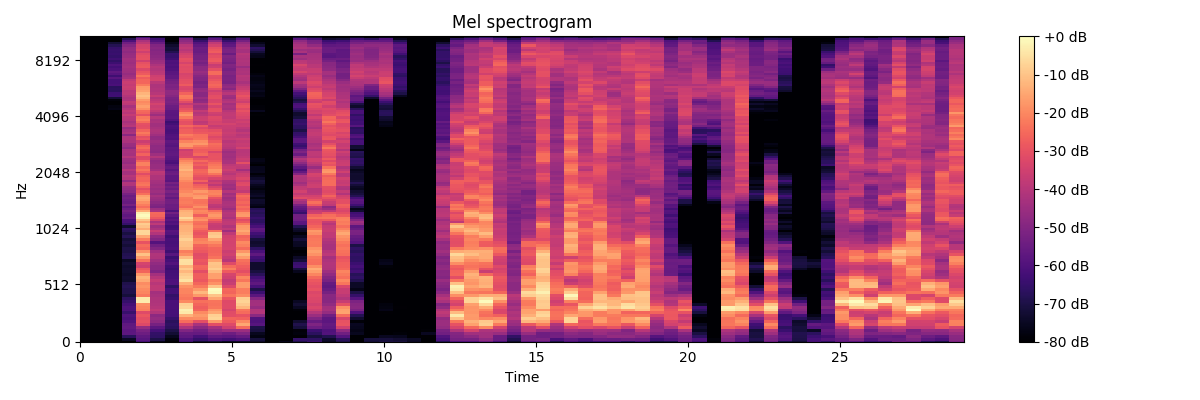 Mel spectrogram
Hz
8192
4096
2048
1024
512
0
0 5 10 15 20 25
Time
+0 dB
-10 dB
-20 dB
-30 dB
-40 dB
-50 dB
-60 dB
-70 dB
-80 dB